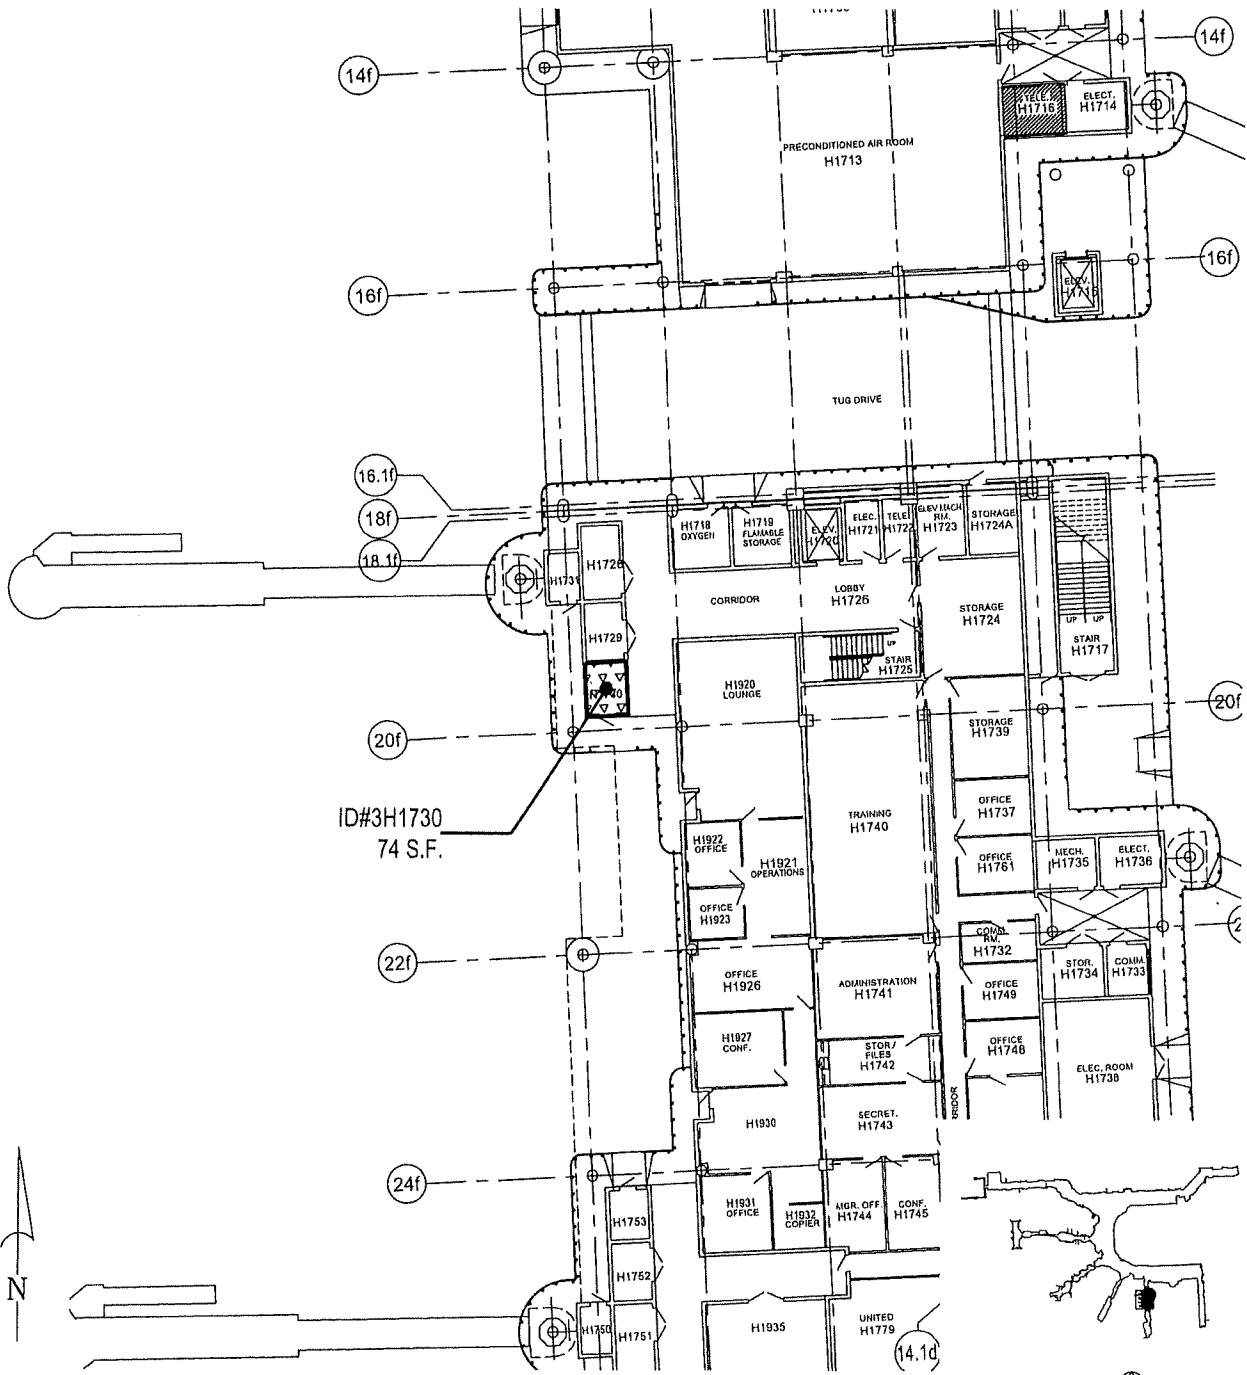 14f
14f
TELE.
H1716
ELECT.
H1714
PRECONDITIONED AIR ROOM
H1713
16f
16f
ELEV.
H1715
TUG DRIVE
16.1f
18f
18.1f
H1718
OXYGEN
H1719
FLAMABLE
STORAGE
ELEV.
H1720
ELEC.
H1721
TELE
H1722
ELEV MACH
RM.
H1723
STORAGE
H1724A
H1731
H1728
CORRIDOR
LOBBY
H1726
STORAGE
H1724
UP UP
STAIR
H1717
H1729
UP
STAIR
H1725
H1920
LOUNGE
20f
20f
STORAGE
H1739
ID#3H1730
74 S.F.
OFFICE
H1737
TRAINING
H1740
H1922
OFFICE
H1921
OPERATIONS
OFFICE
H1761
MECH.
H1735
ELECT.
H1736
OFFICE
H1923
COMM.
RM.
H1732
22f
OFFICE
H1926
ADMINISTRATION
H1741
OFFICE
H1749
STOR.
H1734
COMM.
H1733
H1927
CONF.
STOR/
FILES
H1742
OFFICE
H1748
ELEC. ROOM
H1738
H1930
SECRET.
H1743
RRIDOR
24f
H1931
OFFICE
H1932
COPIER
MGR. OFF.
H1744
CONF.
H1745
H1753
H1752
N
H1750
H1751
H1935
UNITED
H1779
14.1d